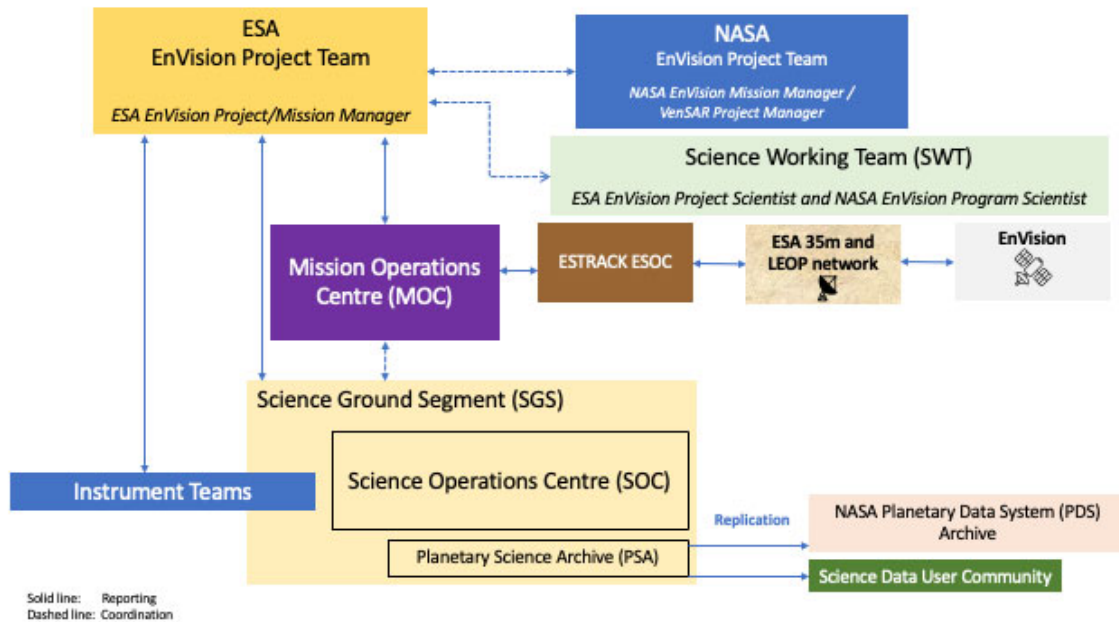 ESA
EnVision Project Team
ESA EnVision Project/Mission Manager
NASA
EnVision Project Team
NASA EnVision Mission Manager /
VenSAR Project Manager
Science Working Team (SWT)
ESA EnVision Project Scientist and NASA EnVision Program Scientist
Mission Operations
Centre (MOC)
ESTRACK ESOC
ESA 35m and
LEOP network
EnVision
Science Ground Segment (SGS)
Science Operations Centre (SOC)
Instrument Teams
Planetary Science Archive (PSA)
Replication
NASA Planetary Data System (PDS)
Archive
Science Data User Community
Solid line: Reporting
Dashed line: Coordination